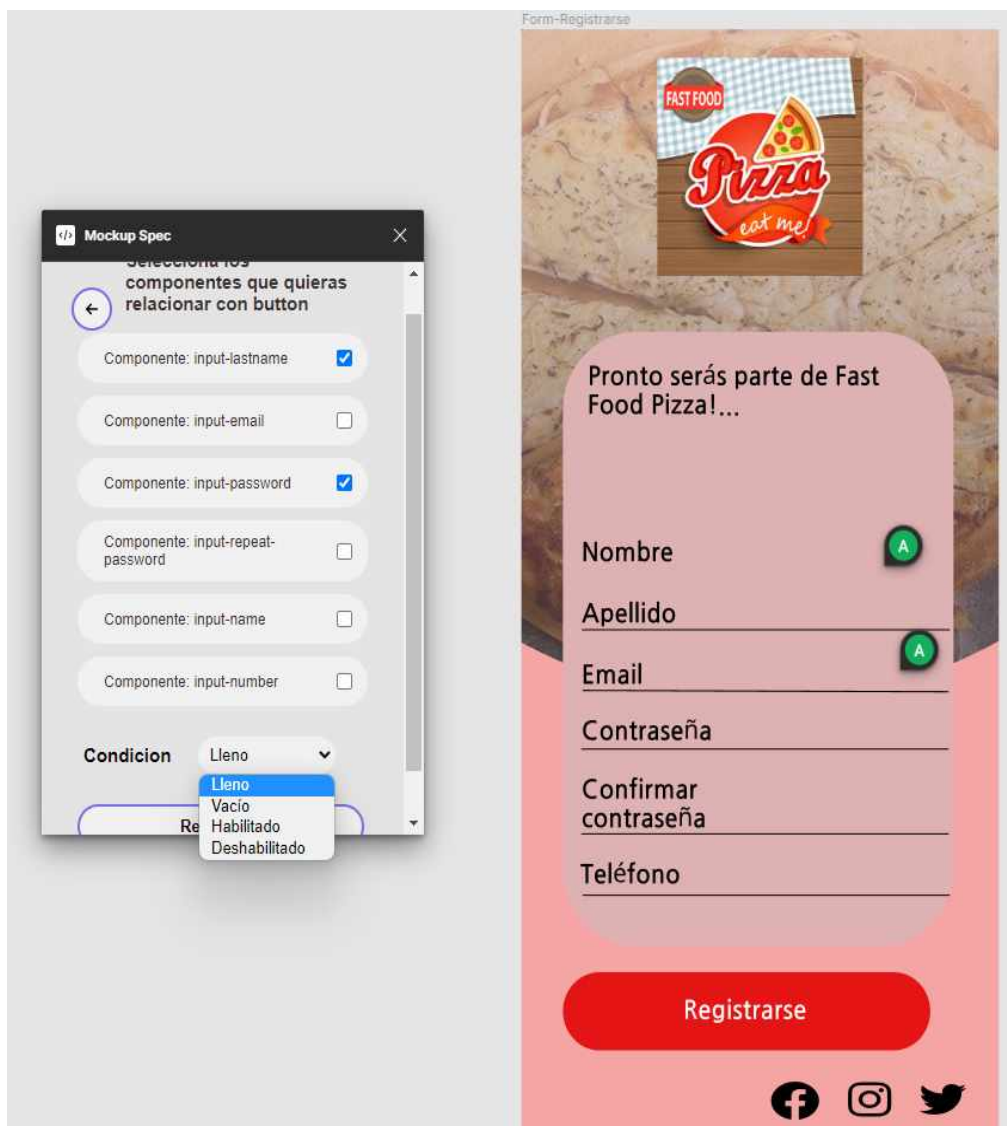 Form-Registrarse
FAST FOOD
Pizza
eat me!
Mockup Spec
Selecciona los
componentes que quieras
relacionar con button
Componente: input-lastname
Componente: input-email
Componente: input-password
Componente: input-repeat-
password
Componente: input-name
Componente: input-number
Condicion
Lleno
Lleno
Vacío
Habilitado
Deshabilitado
Re
Pronto serás parte de Fast
Food Pizza!...
Nombre
A
Apellido
A
Email
Contraseña
Confirmar
contraseña
Teléfono
Registrarse